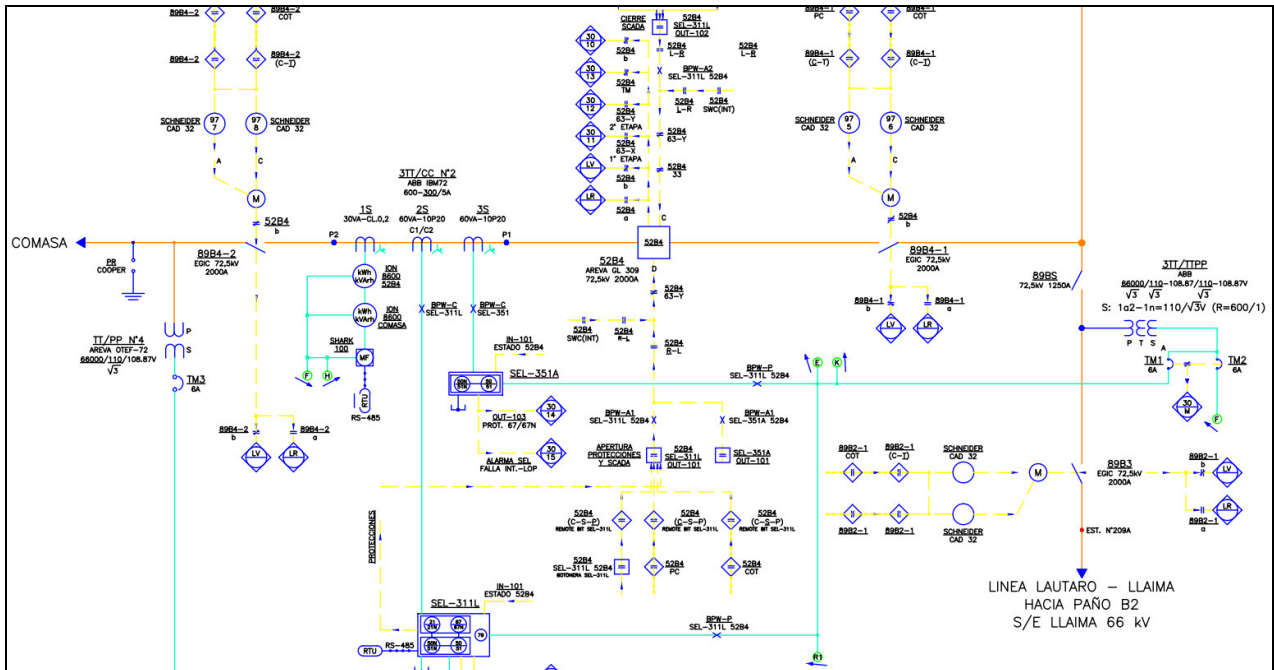 89B4-2
89B4-2
COT
89B4-2
89B4-2
(C-I)
SCHNEIDER
CAD 32
97
7
97
8
SCHNEIDER
CAD 32
A
C
M
52B4
b
CIERRE
SCADA
52B4
SEL-311L
OUT-102
30
10
52B4
b
52B4
L-R
52B4
L-R
30
13
52B4
TM
BPW-A2
SEL-311L 52B4
30
12
52B4
63-Y
2° ETAPA
52B4
L-R
52B4
SWC(INT)
30
11
52B4
63-X
1° ETAPA
52B4
63-Y
LV
52B4
b
52B4
33
LR
52B4
a
C
89B4-1
PC
89B4-1
COT
89B4-1
(C-T)
89B4-1
(C-I)
SCHNEIDER
CAD 32
97
5
97
6
SCHNEIDER
CAD 32
A
C
M
52B4
b
3TT/CC N°2
ABB IBM72
600-300/5A
1S
30VA-CL.0,2
2S
60VA-10P20
C1/C2
3S
60VA-10P20
P2
P1
COMASA
PR
COOPER
89B4-2
EGIC 72,5kV
2000A
52B4
52B4
AREVA GL 309
72,5kV 2000A
D
52B4
63-Y
89B4-1
EGIC 72,5kV
2000A
89BS
72,5kV 1250A
3TT/TTPP
ABB
66000/110-108.87/110-108.87V
√3 √3 √3
S: 1a2-1n=110/√3V (R=600/1)
P T S
kWh
kVArh
ION
8600
52B4
kWh
kVArh
ION
8600
COMASA
SHARK
100
MF
F
H
RTU
RS-485
BPW-C
SEL-311L
BPW-C
SEL-351
TT/PP N°4
AREVA OTEF-72
66000/110/108.87V
√3
P
S
TM3
6A
52B4
SWC(INT)
52B4
R-L
52B4
R-L
89B4-1
b
89B4-1
a
LV
LR
A
TM1
6A
TM2
6A
30
M
F
IN-101
ESTADO 52B4
50N
51N
50
51
SEL-351A
BPW-P
SEL-311L 52B4
E
K
OUT-103
PROT. 67/67N
30
14
ALARMA SEL
FALLA INT.-LOP
30
15
BPW-A1
SEL-311L 52B4
BPW-A1
SEL-351A 52B4
APERTURA
PROTECCIONES
Y SCADA
52B4
SEL-311L
OUT-101
SEL-351A
OUT-101
89B4-2
b
89B4-2
a
LV
LR
89B2-1
COT
89B2-1
(C-I)
SCHNEIDER
CAD 32
M
89B3
EGIC 72,5kV
2000A
89B2-1
b
LV
LR
89B2-1
a
89B2-1
89B2-1
SCHNEIDER
CAD 32
EST. N°209A
PROTECCIONES
52B4
(C-S-P)
REMOTE BIT SEL-311L
52B4
(C-S-P)
REMOTE BIT SEL-311L
52B4
(C-S-P)
REMOTE BIT SEL-311L
52B4
SEL-311L 52B4
BOTONERA SEL-311L
52B4
PC
52B4
COT
IN-101
ESTADO 52B4
SEL-311L
21
21N
67
67N
50N
51N
50
51
79
RTU
RS-485
BPW-P
SEL-311L 52B4
R1
LINEA LAUTARO – LLAIMA
HACIA PAÑO B2
S/E LLAIMA 66 kV